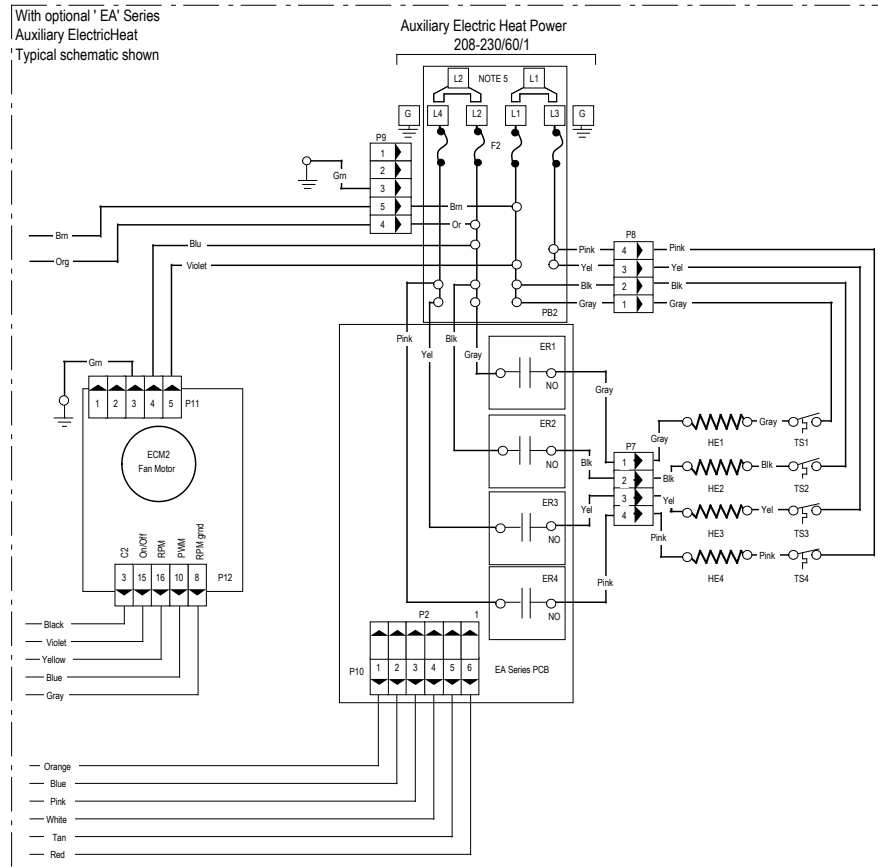 With optional ' EA' Series
Auxiliary ElectricHeat
Typical schematic shown
Auxiliary Electric Heat Power
208-230/60/1
L2 NOTE 5 L1
G L4 L2 L1 L3 G
F2
P9
1
2
3
5
4
Grn
Brn
Or
Brn
Org
Blu
Violet
P8
Pink 4 Pink
Yel 3 Yel
Blk 2 Blk
Gray 1 Gray
PB2
Pink
Yel
Blk
Gray
ER1
NO
Gray
ER2
NO
Blk
ER3
NO
Yel
ER4
NO
Pink
P7
1
2
3
4
Gray
Blk
Yel
Pink
HE1 Gray TS1
HE2 Blk TS2
HE3 Yel TS3
HE4 Pink TS4
Grn
1 2 3 4 5 P11
ECM2
Fan Motor
C2
On/Off
RPM
PWM
RPM grnd
3 15 16 10 8 P12
Black
Violet
Yellow
Blue
Gray
P2 1
P10 1 2 3 4 5 6
EA Series PCB
Orange
Blue
Pink
White
Tan
Red